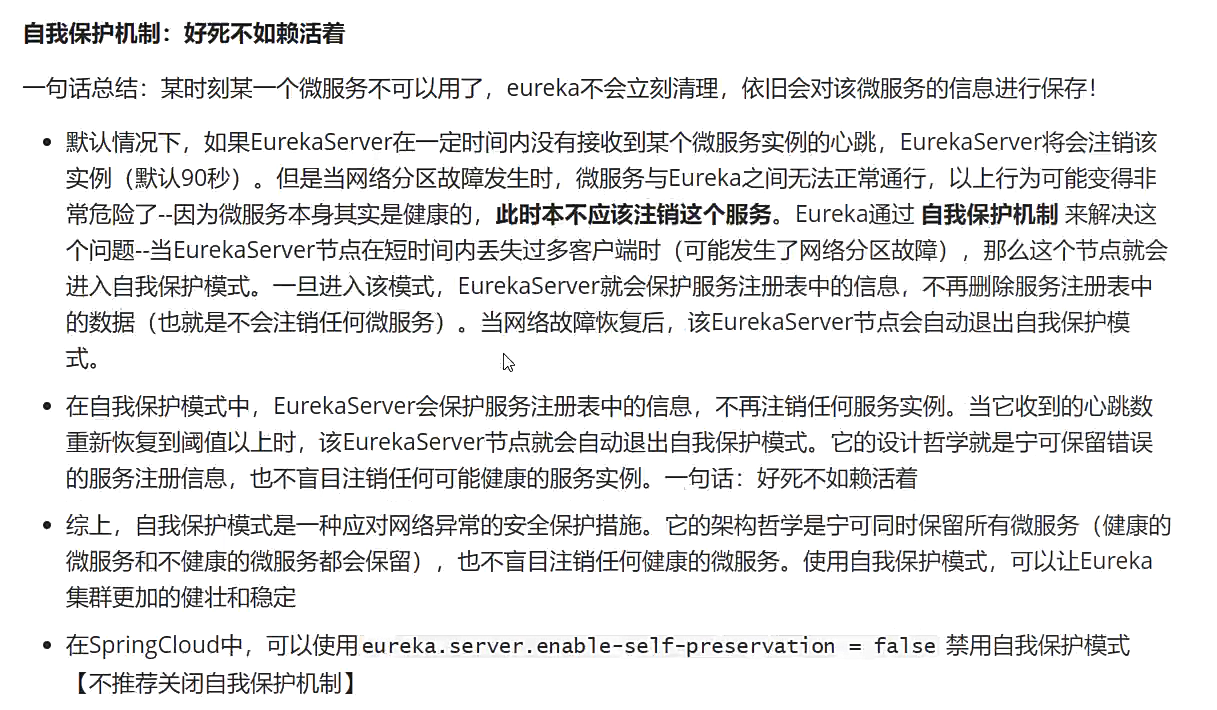 自我保护机制：好死不如赖活着
一句话总结：某时刻某一个微服务不可以用了，eureka不会立刻清理，依旧会对该微服务的信息进行保存！
• 默认情况下，如果EurekaServer在一定时间内没有接收到某个微服务实例的心跳，EurekaServer将会注销该
实例（默认90秒）。但是当网络分区故障发生时，微服务与Eureka之间无法正常通行，以上行为可能变得非
常危险了--因为微服务本身其实是健康的，此时本不应该注销这个服务。Eureka通过 自我保护机制 来解决这
个问题--当EurekaServer节点在短时间内丢失过多客户端时（可能发生了网络分区故障），那么这个节点就会
进入自我保护模式。一旦进入该模式，EurekaServer就会保护服务注册表中的信息，不再删除服务注册表中
的数据（也就是不会注销任何微服务）。当网络故障恢复后，该EurekaServer节点会自动退出自我保护模
式。
• 在自我保护模式中，EurekaServer会保护服务注册表中的信息，不再注销任何服务实例。当它收到的心跳数
重新恢复到阈值以上时，该EurekaServer节点就会自动退出自我保护模式。它的设计哲学就是宁可保留错误
的服务注册信息，也不盲目注销任何可能健康的服务实例。一句话：好死不如赖活着
• 综上，自我保护模式是一种应对网络异常的安全保护措施。它的架构哲学是宁可同时保留所有微服务（健康的
微服务和不健康的微服务都会保留），也不盲目注销任何健康的微服务。使用自我保护模式，可以让Eureka
集群更加的健壮和稳定
• 在SpringCloud中，可以使用eureka.server.enable-self-preservation = false 禁用自我保护模式
【不推荐关闭自我保护机制】